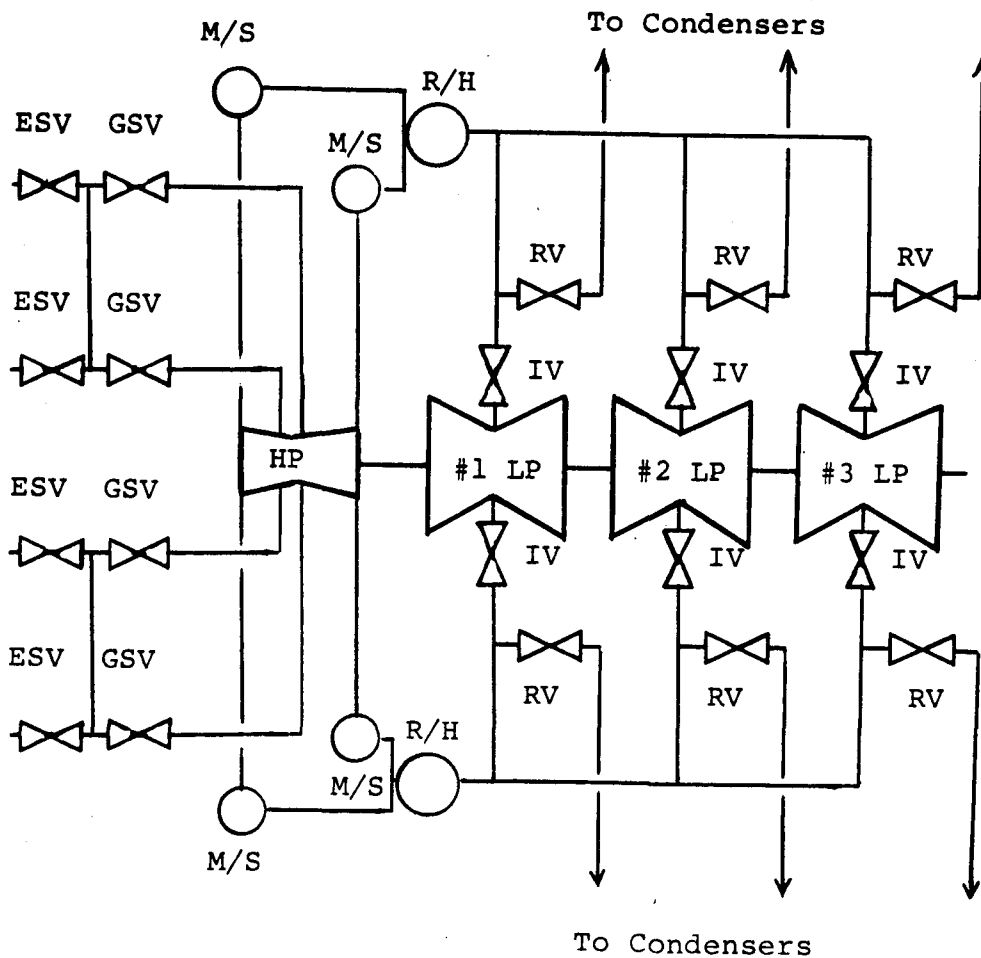 To Condensers
M/S
R/H
ESV GSV
M/S
RV RV RV
ESV GSV
IV IV IV
HP #1 LP #2 LP #3 LP
ESV GSV
IV IV IV
ESV GSV
RV RV RV
R/H
M/S
M/S
To Condensers